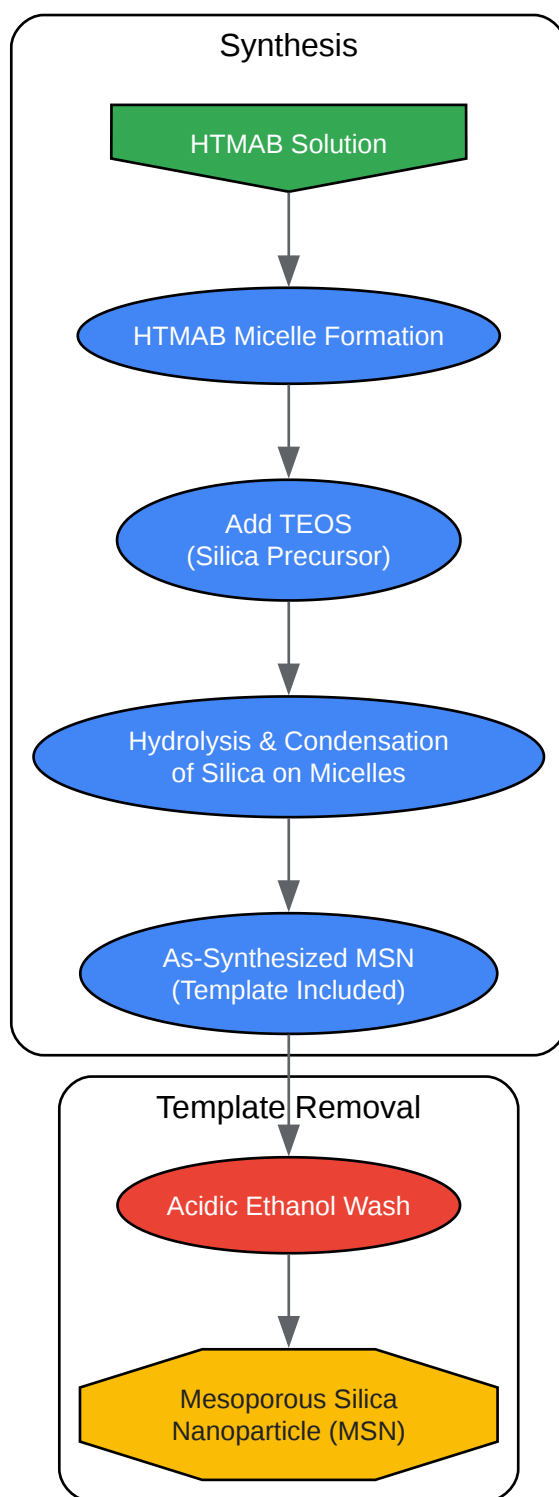 Synthesis
HTMAB Solution
HTMAB Micelle Formation
Add TEOS
(Silica Precursor)
Hydrolysis & Condensation
of Silica on Micelles
As-Synthesized MSN
(Template Included)
Template Removal
Acidic Ethanol Wash
Mesoporous Silica
Nanoparticle (MSN)